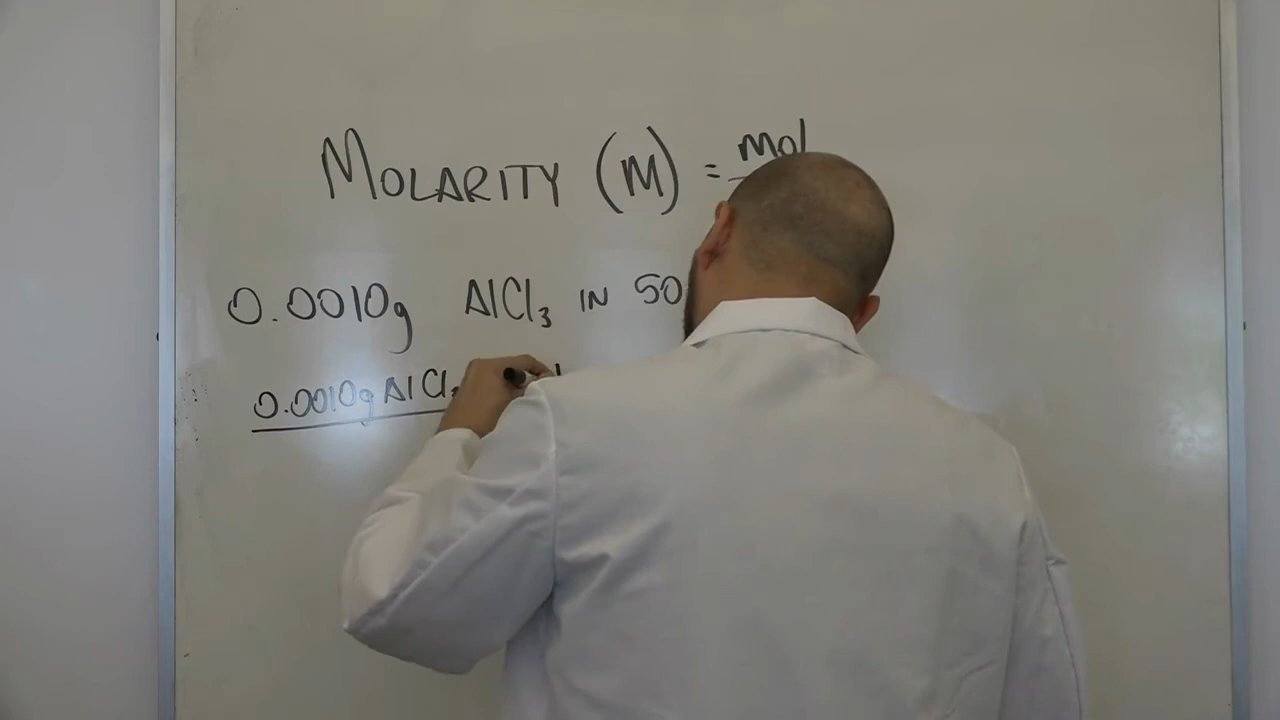 MOLARITY (M) = mol
0.0010g AlCl3 IN 50
0.0010g AlCl